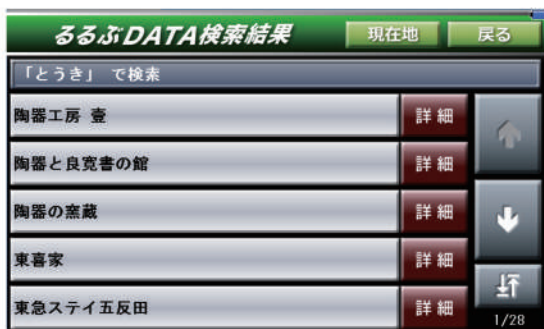 るるぶDATA検索結果 現在地 戻る
「とうき」 で検索
陶器工房 壹 詳細
陶器と良寛書の館 詳細
陶器の窯蔵 詳細
東喜家 詳細
東急ステイ五反田 詳細
1/28